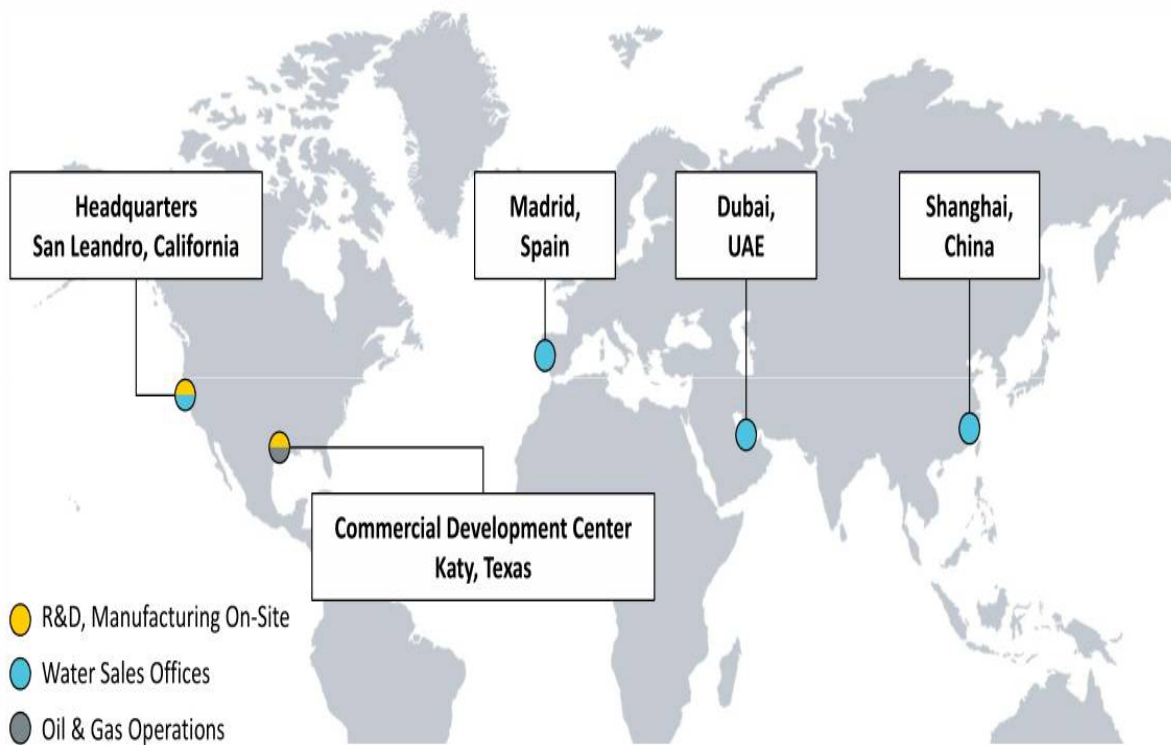 Headquarters
San Leandro, California
Madrid,
Spain
Dubai,
UAE
Shanghai,
China
Commercial Development Center
Katy, Texas
R&D, Manufacturing On-Site
Water Sales Offices
Oil & Gas Operations